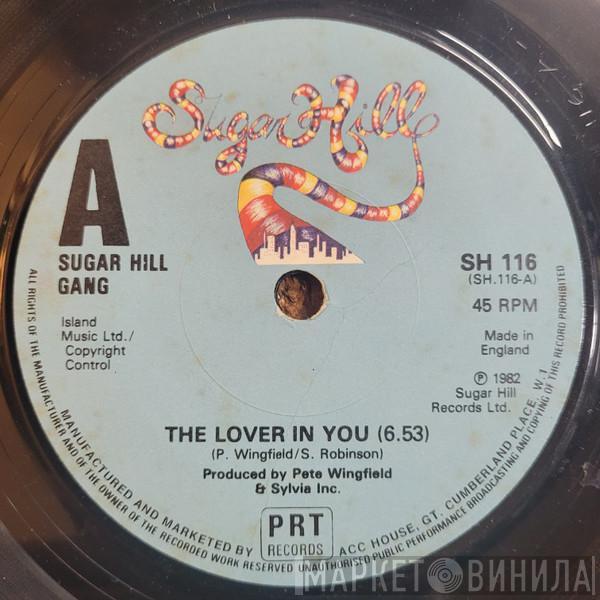 Sugar Hill
A
SUGAR HILL
GANG
Island
Music Ltd./
Copyright
Control
SH 116
(SH.116-A)
45 RPM
Made in
England
Ⓟ 1982
Sugar Hill
Records Ltd.
THE LOVER IN YOU (6.53)
(P. Wingfield/S. Robinson)
Produced by Pete Wingfield
& Sylvia Inc.
PRT
RECORDS
MANUFACTURED AND MARKETED BY
ACC HOUSE, GT. CUMBERLAND PLACE, W.1
ALL RIGHTS OF THE MANUFACTURER AND OF THE OWNER OF THE RECORDED WORK RESERVED UNAUTHORISED PUBLIC PERFORMANCE BROADCASTING AND COPYING OF THIS RECORD PROHIBITED
МАРКЕТ ВИНИЛА